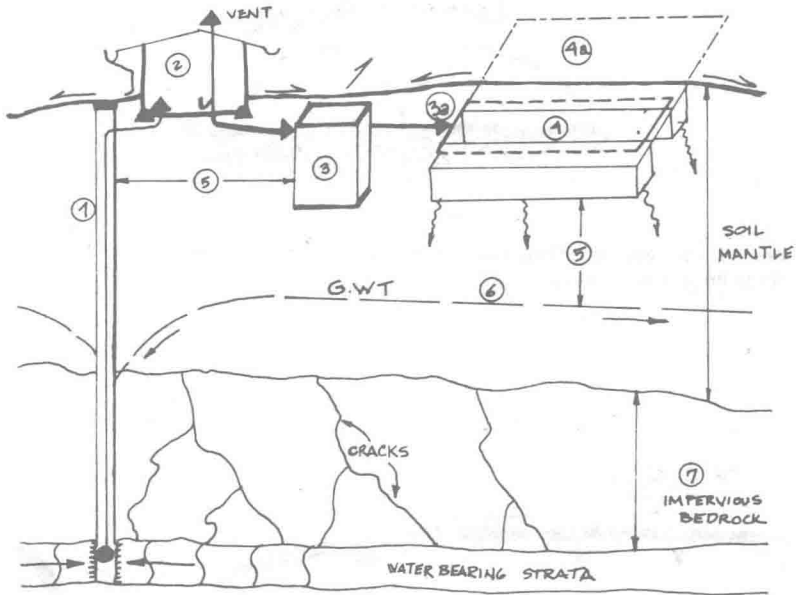 VENT
2
4a
3a
4
3
5
1
SOIL
MANTLE
5
G.WT
6
CRACKS
7
IMPERVIOUS
BEDROCK
WATER BEARING STRATA